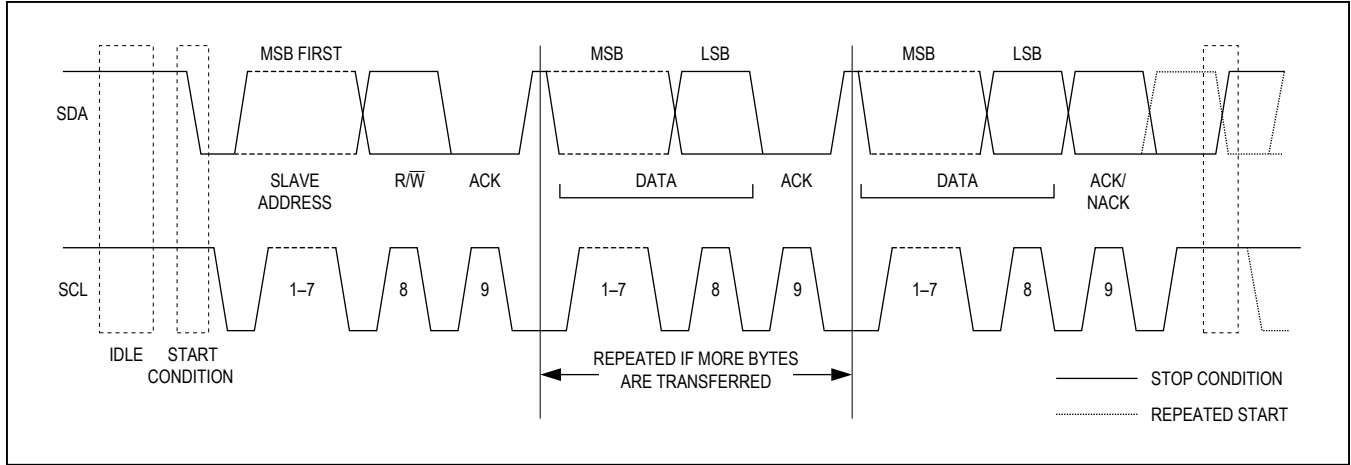 MSB FIRST
MSB
LSB
MSB
LSB
SDA
SLAVE
ADDRESS
R/W̅
ACK
DATA
ACK
DATA
ACK/
NACK
SCL
1–7
8
9
1–7
8
9
1–7
8
9
IDLE
START
CONDITION
REPEATED IF MORE BYTES
ARE TRANSFERRED
STOP CONDITION
REPEATED START